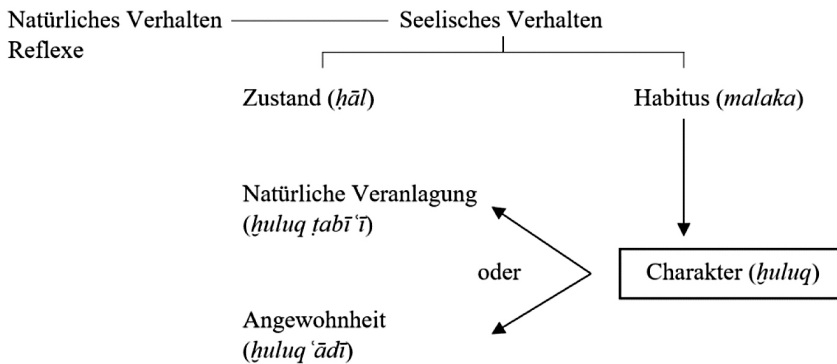 Natürliches Verhalten
Reflexe
Seelisches Verhalten
Zustand (ḥāl)
Habitus (malaka)
Natürliche Veranlagung
(ḫuluq ṭabīʿī)
oder
Charakter (ḫuluq)
Angewohnheit
(ḫuluq ʿādī)